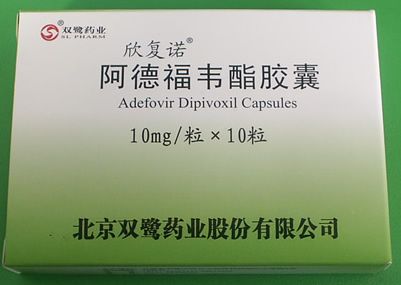 双鹭药业®
SL PHARM
欣复诺®
阿德福韦酯胶囊
Adefovir Dipivoxil Capsules
10mg/粒×10粒
北京双鹭药业股份有限公司